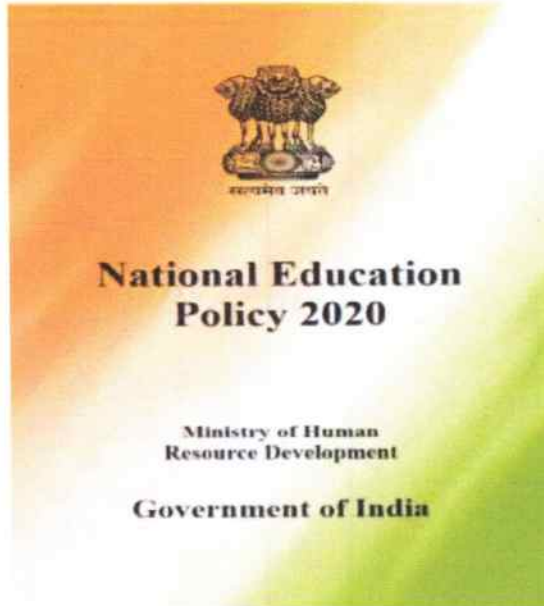 सत्यमेव जयते
National Education
Policy 2020
Ministry of Human
Resource Development
Government of India